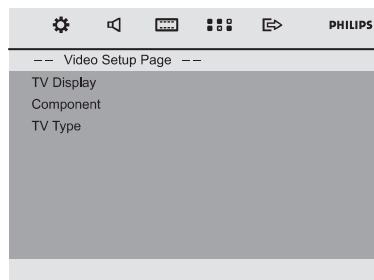 PHILIPS
-- Video Setup Page --
TV Display
Component
TV Type